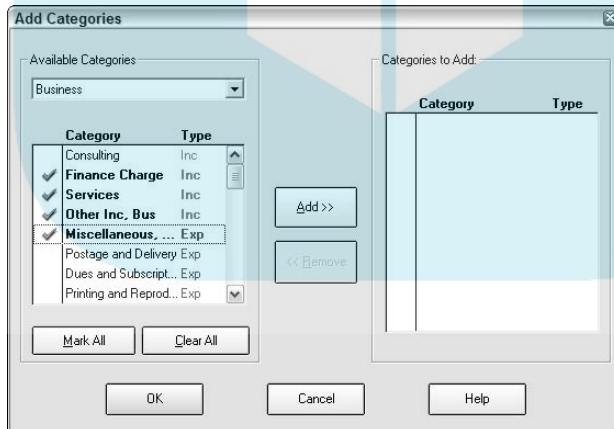 Add Categories
Available Categories
Business
Category Type
Consulting Inc
Finance Charge Inc
Services Inc
Other Inc, Bus Inc
Miscellaneous, ... Exp
Postage and Delivery Exp
Dues and Subscript... Exp
Printing and Reprod... Exp
Mark All
Clear All
Add >>
<< Remove
Categories to Add:
Category Type
OK
Cancel
Help